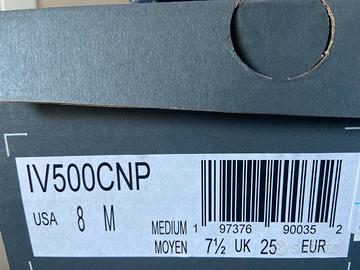 IV500CNP
USA 8 M MEDIUM 1 97376 90035 2
MOYEN 7½ UK 25 EUR